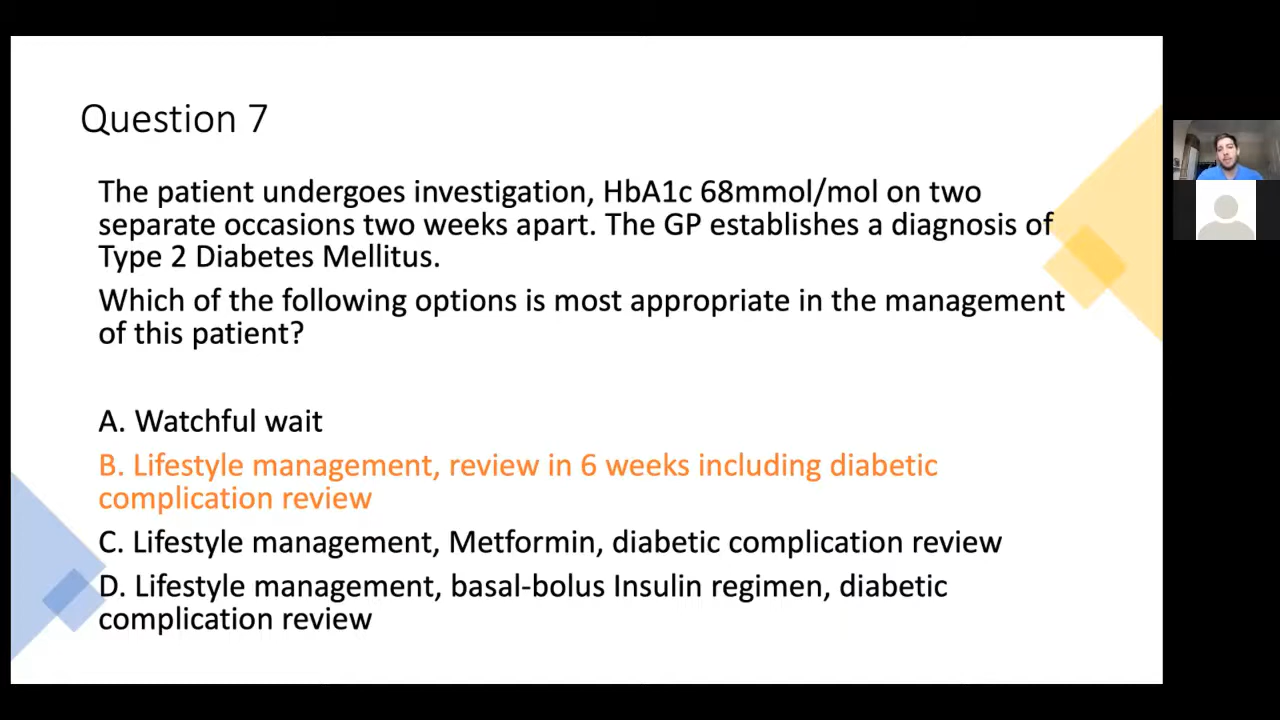 Question 7
The patient undergoes investigation, HbA1c 68mmol/mol on two
separate occasions two weeks apart. The GP establishes a diagnosis of
Type 2 Diabetes Mellitus.
Which of the following options is most appropriate in the management
of this patient?
A. Watchful wait
B. Lifestyle management, review in 6 weeks including diabetic
complication review
C. Lifestyle management, Metformin, diabetic complication review
D. Lifestyle management, basal-bolus Insulin regimen, diabetic
complication review